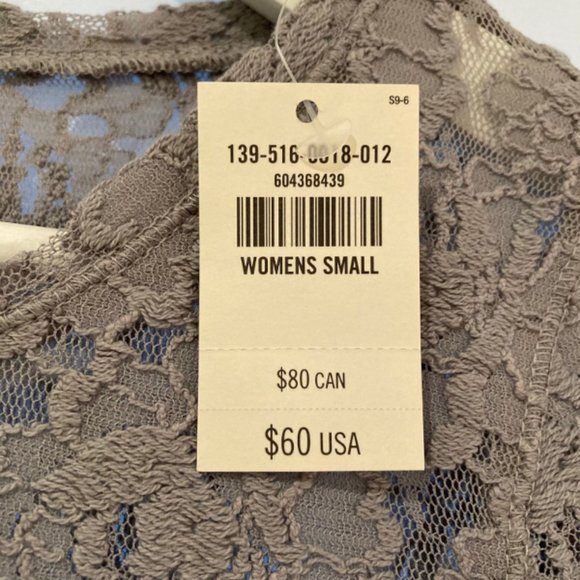 S9-6
139-516-0018-012
604368439
WOMENS SMALL
$80 CAN
$60 USA